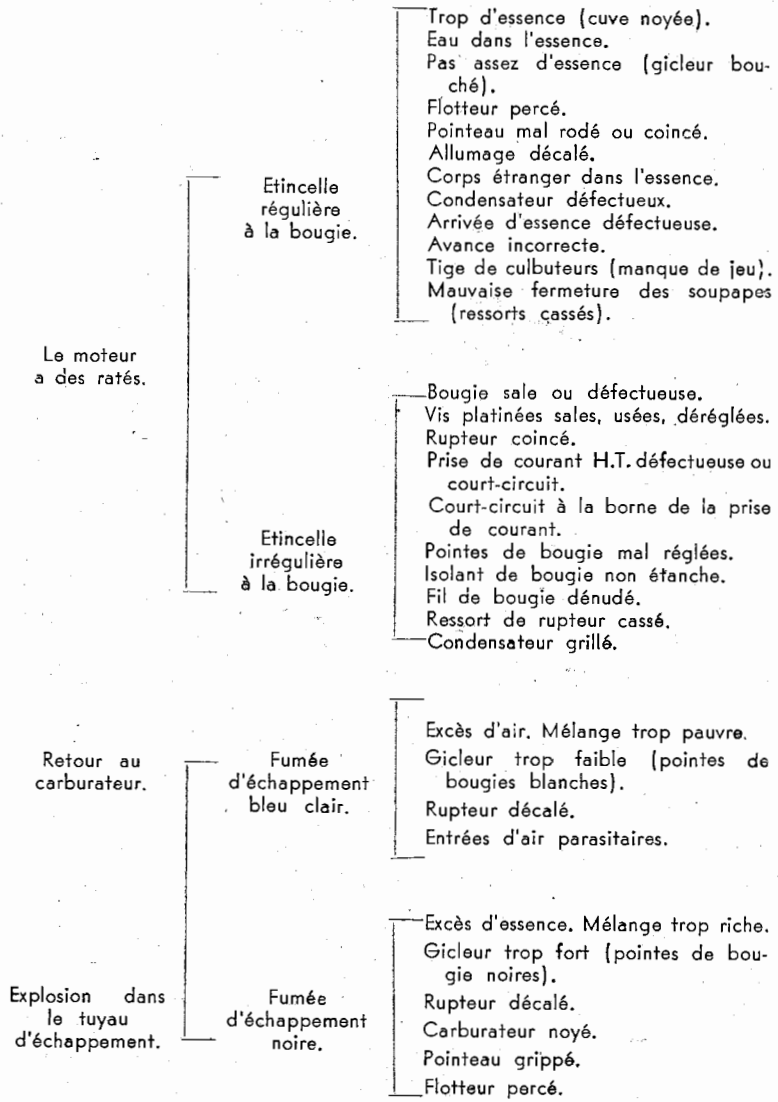 Trop d'essence (cuve noyée).
Eau dans l'essence.
Pas assez d'essence (gicleur bou-
ché).
Flotteur percé.
Pointeau mal rodé ou coincé.
Allumage décalé.
Corps étranger dans l'essence.
Condensateur défectueux.
Arrivée d'essence défectueuse.
Avance incorrecte.
Tige de culbuteurs (manque de jeu).
Mauvaise fermeture des soupapes
(ressorts cassés).
Etincelle
régulière
à la bougie.
Le moteur
a des ratés.
Bougie sale ou défectueuse.
Vis platinées sales, usées, déréglées.
Rupteur coincé.
Prise de courant H.T. défectueuse ou
court-circuit.
Court-circuit à la borne de la prise
de courant.
Pointes de bougie mal réglées.
Isolant de bougie non étanche.
Fil de bougie dénudé.
Ressort de rupteur cassé.
Condensateur grillé.
Etincelle
irrégulière
à la bougie.
Retour au
carburateur.
Fumée
d'échappement
bleu clair.
Excès d'air. Mélange trop pauvre.
Gicleur trop faible (pointes de
bougies blanches).
Rupteur décalé.
Entrées d'air parasitaires.
Explosion dans
le tuyau
d'échappement.
Fumée
d'échappement
noire.
Excès d'essence. Mélange trop riche.
Gicleur trop fort (pointes de bou-
gie noires).
Rupteur décalé.
Carburateur noyé.
Pointeau grippé.
Flotteur percé.